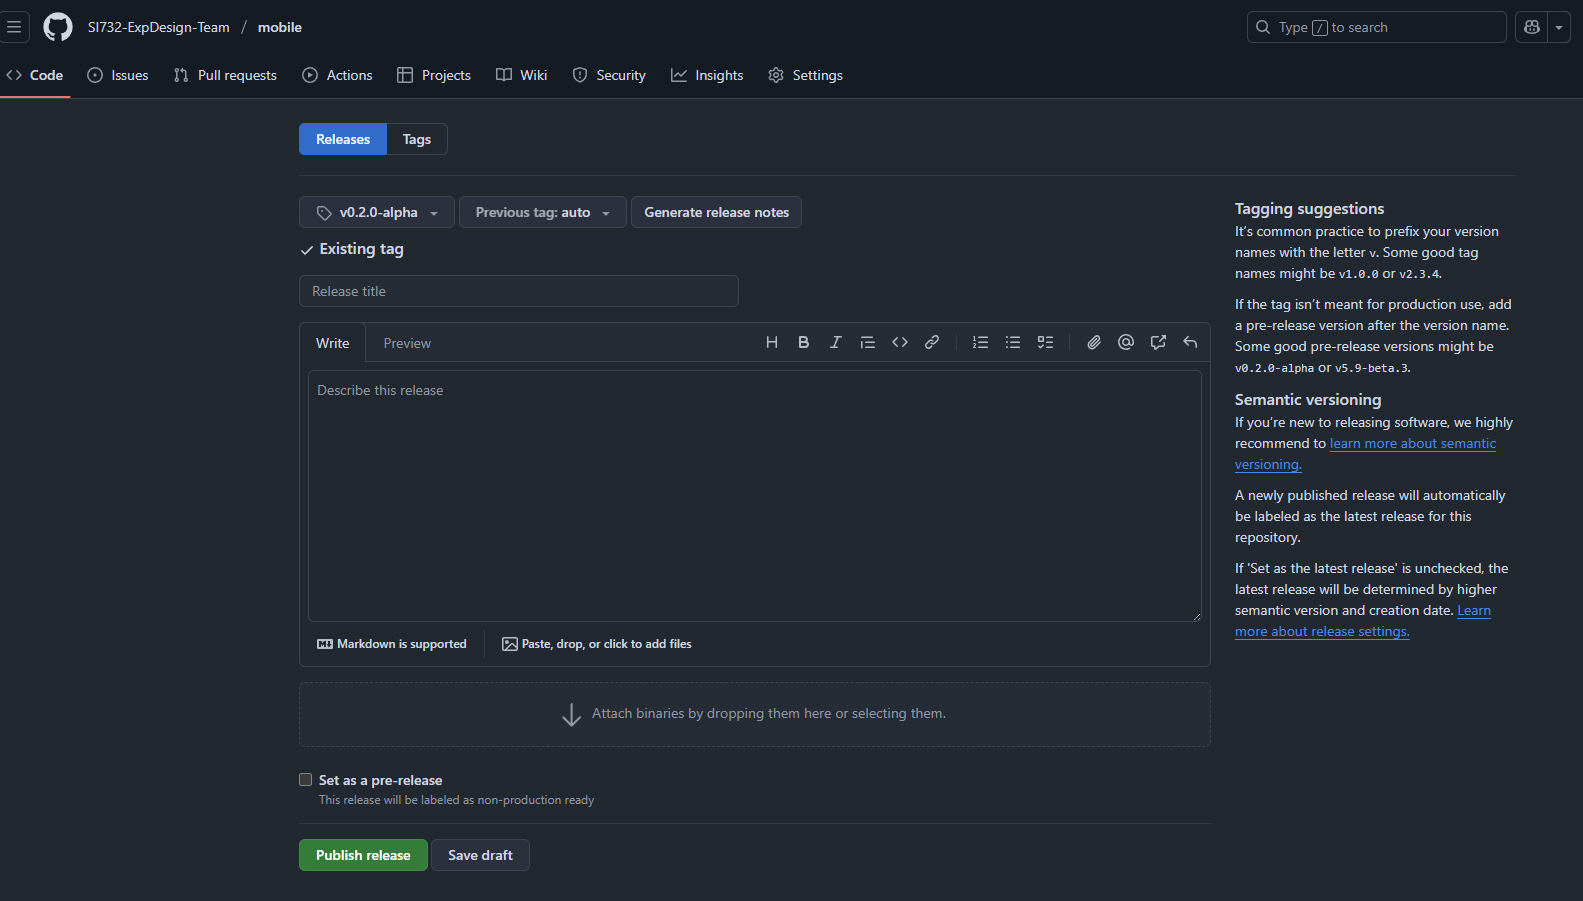 SI732-ExpDesign-Team / mobile
Type / to search
Code Issues Pull requests Actions Projects Wiki Security Insights Settings
Releases Tags
v0.2.0-alpha Previous tag: auto Generate release notes
Existing tag
Release title
Write Preview
Describe this release
Markdown is supported Paste, drop, or click to add files
Attach binaries by dropping them here or selecting them.
Set as a pre-release
This release will be labeled as non-production ready
Publish release Save draft
Tagging suggestions
It's common practice to prefix your version
names with the letter v. Some good tag
names might be v1.0.0 or v2.3.4.
If the tag isn't meant for production use, add
a pre-release version after the version name.
Some good pre-release versions might be
v0.2.0-alpha or v5.9-beta.3.
Semantic versioning
If you're new to releasing software, we highly
recommend to learn more about semantic
versioning.
A newly published release will automatically
be labeled as the latest release for this
repository.
If 'Set as the latest release' is unchecked, the
latest release will be determined by higher
semantic version and creation date. Learn
more about release settings.